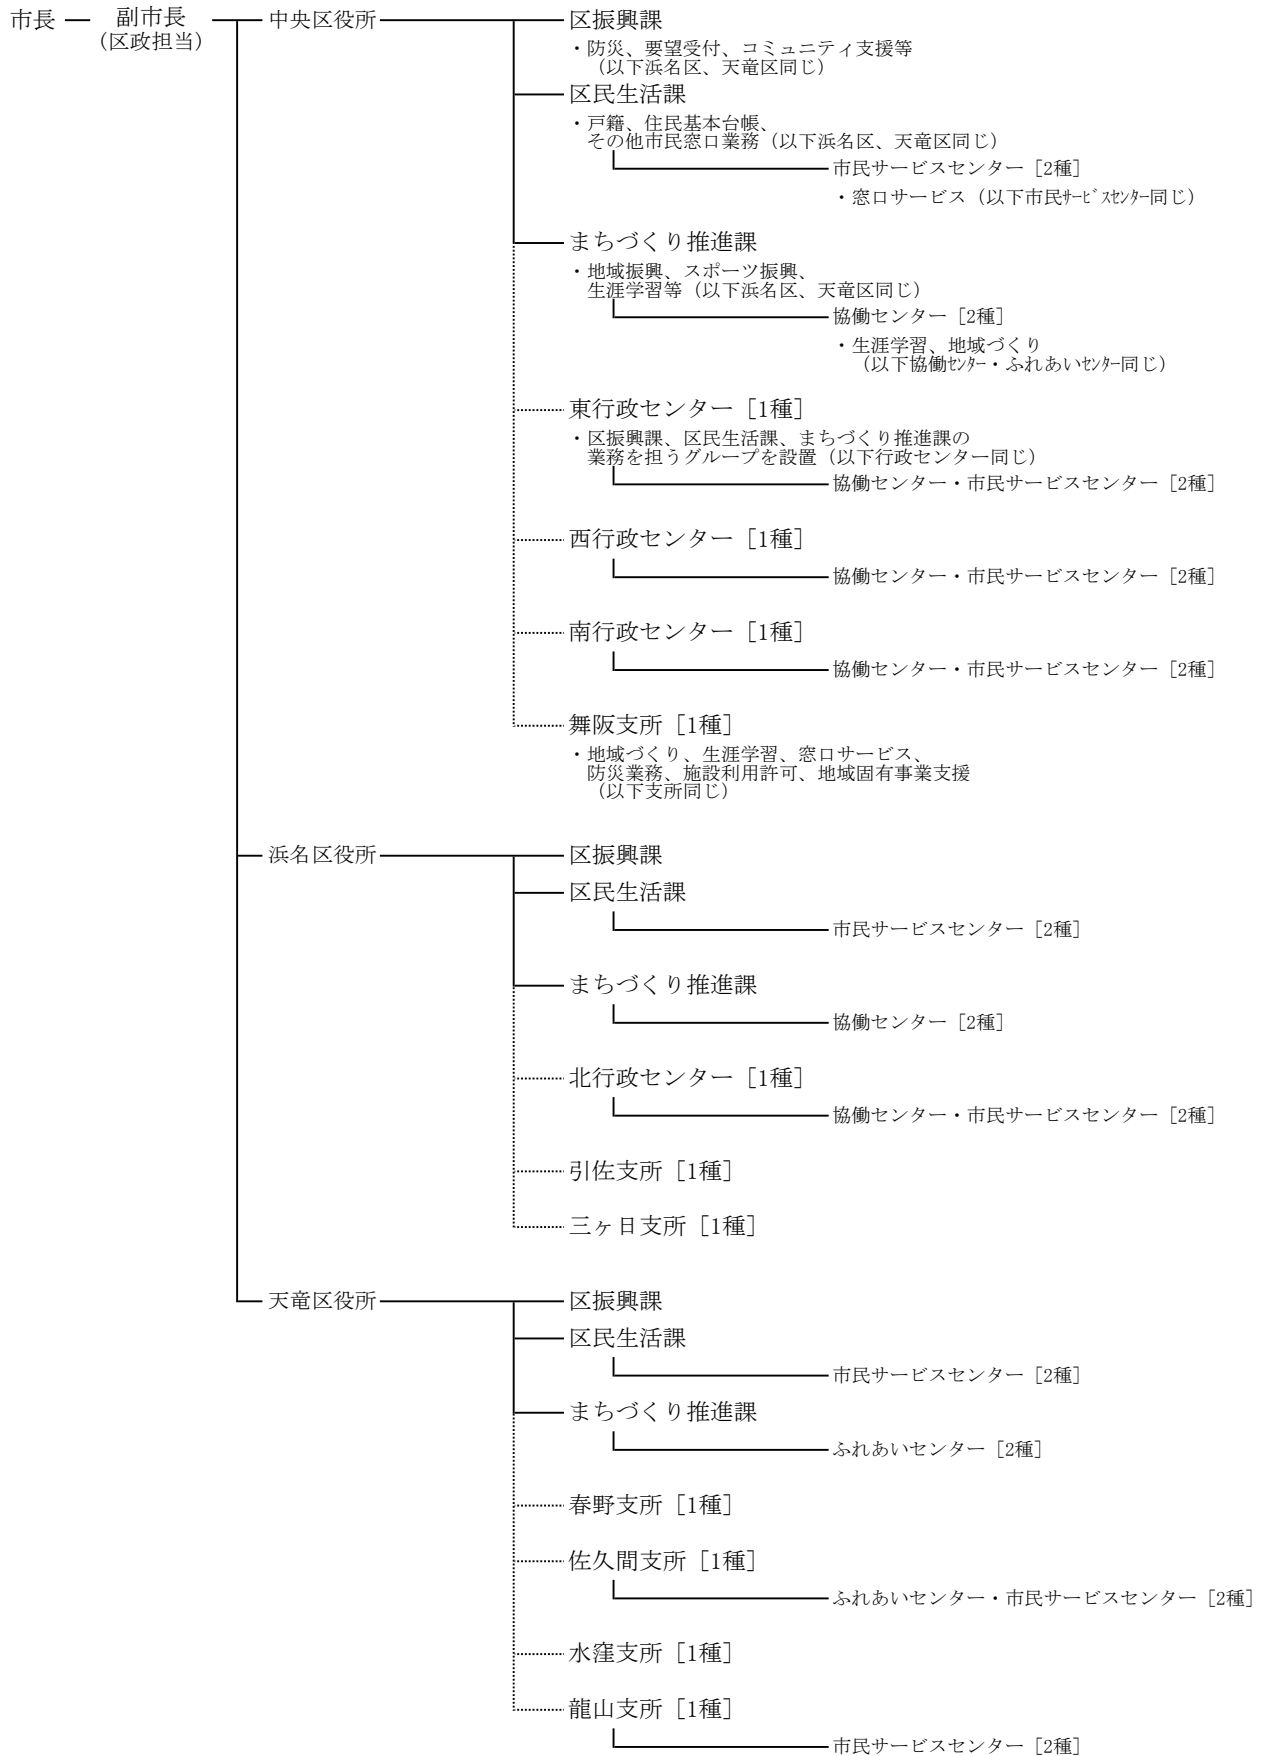 市長
副市長
（区政担当）
中央区役所
区振興課
・防災、要望受付、コミュニティ支援等
（以下浜名区、天竜区同じ）
区民生活課
・戸籍、住民基本台帳、
その他市民窓口業務（以下浜名区、天竜区同じ）
市民サービスセンター［2種］
・窓口サービス（以下市民ｻｰﾋﾞｽｾﾝﾀｰ同じ）
まちづくり推進課
・地域振興、スポーツ振興、
生涯学習等（以下浜名区、天竜区同じ）
協働センター［2種］
・生涯学習、地域づくり
（以下協働ｾﾝﾀｰ・ふれあいｾﾝﾀｰ同じ）
東行政センター［1種］
・区振興課、区民生活課、まちづくり推進課の
業務を担うグループを設置（以下行政センター同じ）
協働センター・市民サービスセンター［2種］
西行政センター［1種］
協働センター・市民サービスセンター［2種］
南行政センター［1種］
協働センター・市民サービスセンター［2種］
舞阪支所［1種］
・地域づくり、生涯学習、窓口サービス、
防災業務、施設利用許可、地域固有事業支援
（以下支所同じ）
浜名区役所
区振興課
区民生活課
市民サービスセンター［2種］
まちづくり推進課
協働センター［2種］
北行政センター［1種］
協働センター・市民サービスセンター［2種］
引佐支所［1種］
三ヶ日支所［1種］
天竜区役所
区振興課
区民生活課
市民サービスセンター［2種］
まちづくり推進課
ふれあいセンター［2種］
春野支所［1種］
佐久間支所［1種］
ふれあいセンター・市民サービスセンター［2種］
水窪支所［1種］
龍山支所［1種］
市民サービスセンター［2種］